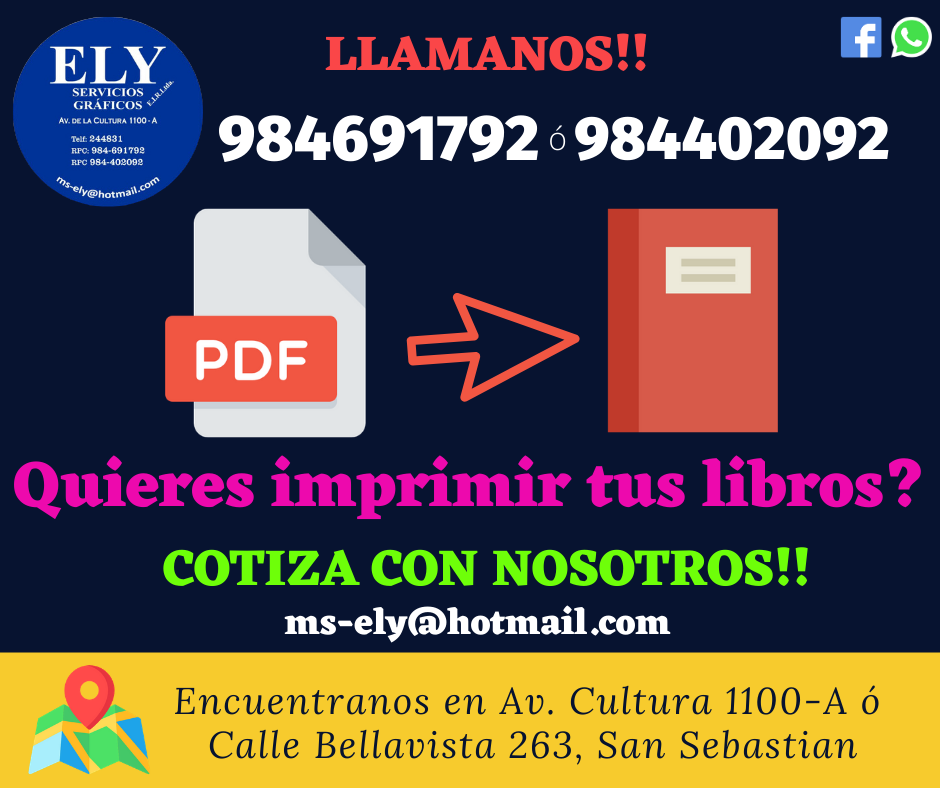 ELY
SERVICIOS
GRÁFICOS
E.I.R.Ltda.
AV. DE LA CULTURA 1100 - A
Telf: 244831
RPC: 984-691792
RPC 984-402092
ms-ely@hotmail.com
LLAMANOS!!
984691792 ó 984402092
PDF
Quieres imprimir tus libros?
COTIZA CON NOSOTROS!!
ms-ely@hotmail.com
Encuentranos en Av. Cultura 1100-A ó
Calle Bellavista 263, San Sebastian